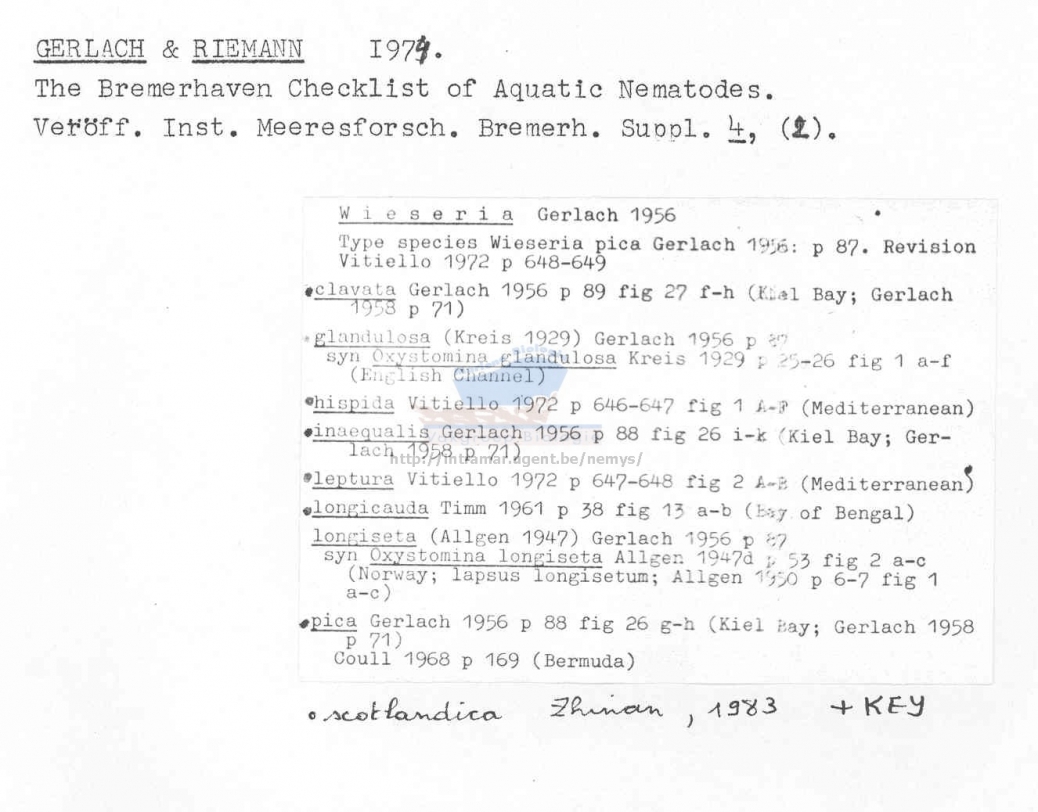 GERLACH & RIEMANN 1974.
The Bremerhaven Checklist of Aquatic Nematodes.
Veröff. Inst. Meeresforsch. Bremerh. Suppl. 4, (2).
Wieseria Gerlach 1956
Type species Wieseria pica Gerlach 1956: p 87. Revision
Vitiello 1972 p 648-649
clavata Gerlach 1956 p 89 fig 27 f-h (Kiel Bay; Gerlach
1958 p 71)
glandulosa (Kreis 1929) Gerlach 1956 p 87
syn Oxystomina glandulosa Kreis 1929 p 25-26 fig 1 a-f
(English Channel)
hispida Vitiello 1972 p 646-647 fig 1 A-F (Mediterranean)
inaequalis Gerlach 1956 p 88 fig 26 i-k (Kiel Bay; Ger-
lach 1958 p 71)
http://intramar.ugent.be/nemys/
leptura Vitiello 1972 p 647-648 fig 2 A-B (Mediterranean)
longicauda Timm 1961 p 38 fig 13 a-b (Bay of Bengal)
longiseta (Allgen 1947) Gerlach 1956 p 87
syn Oxystomina longiseta Allgen 1947d p 53 fig 2 a-c
(Norway; lapsus longisetum; Allgen 1950 p 6-7 fig 1
a-c)
pica Gerlach 1956 p 88 fig 26 g-h (Kiel Bay; Gerlach 1958
p 71)
Coull 1968 p 169 (Bermuda)
scotlandica Zhinan, 1983 + KEY